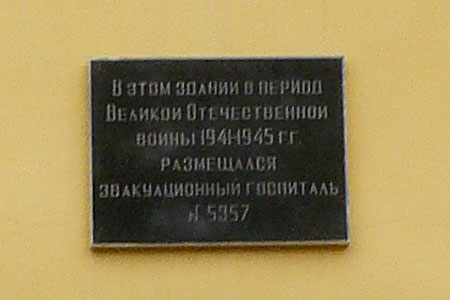 В этом здании в период
Великой Отечественной
войны 1941-1945 гг.
размещался
эвакуационный госпиталь
№ 5357